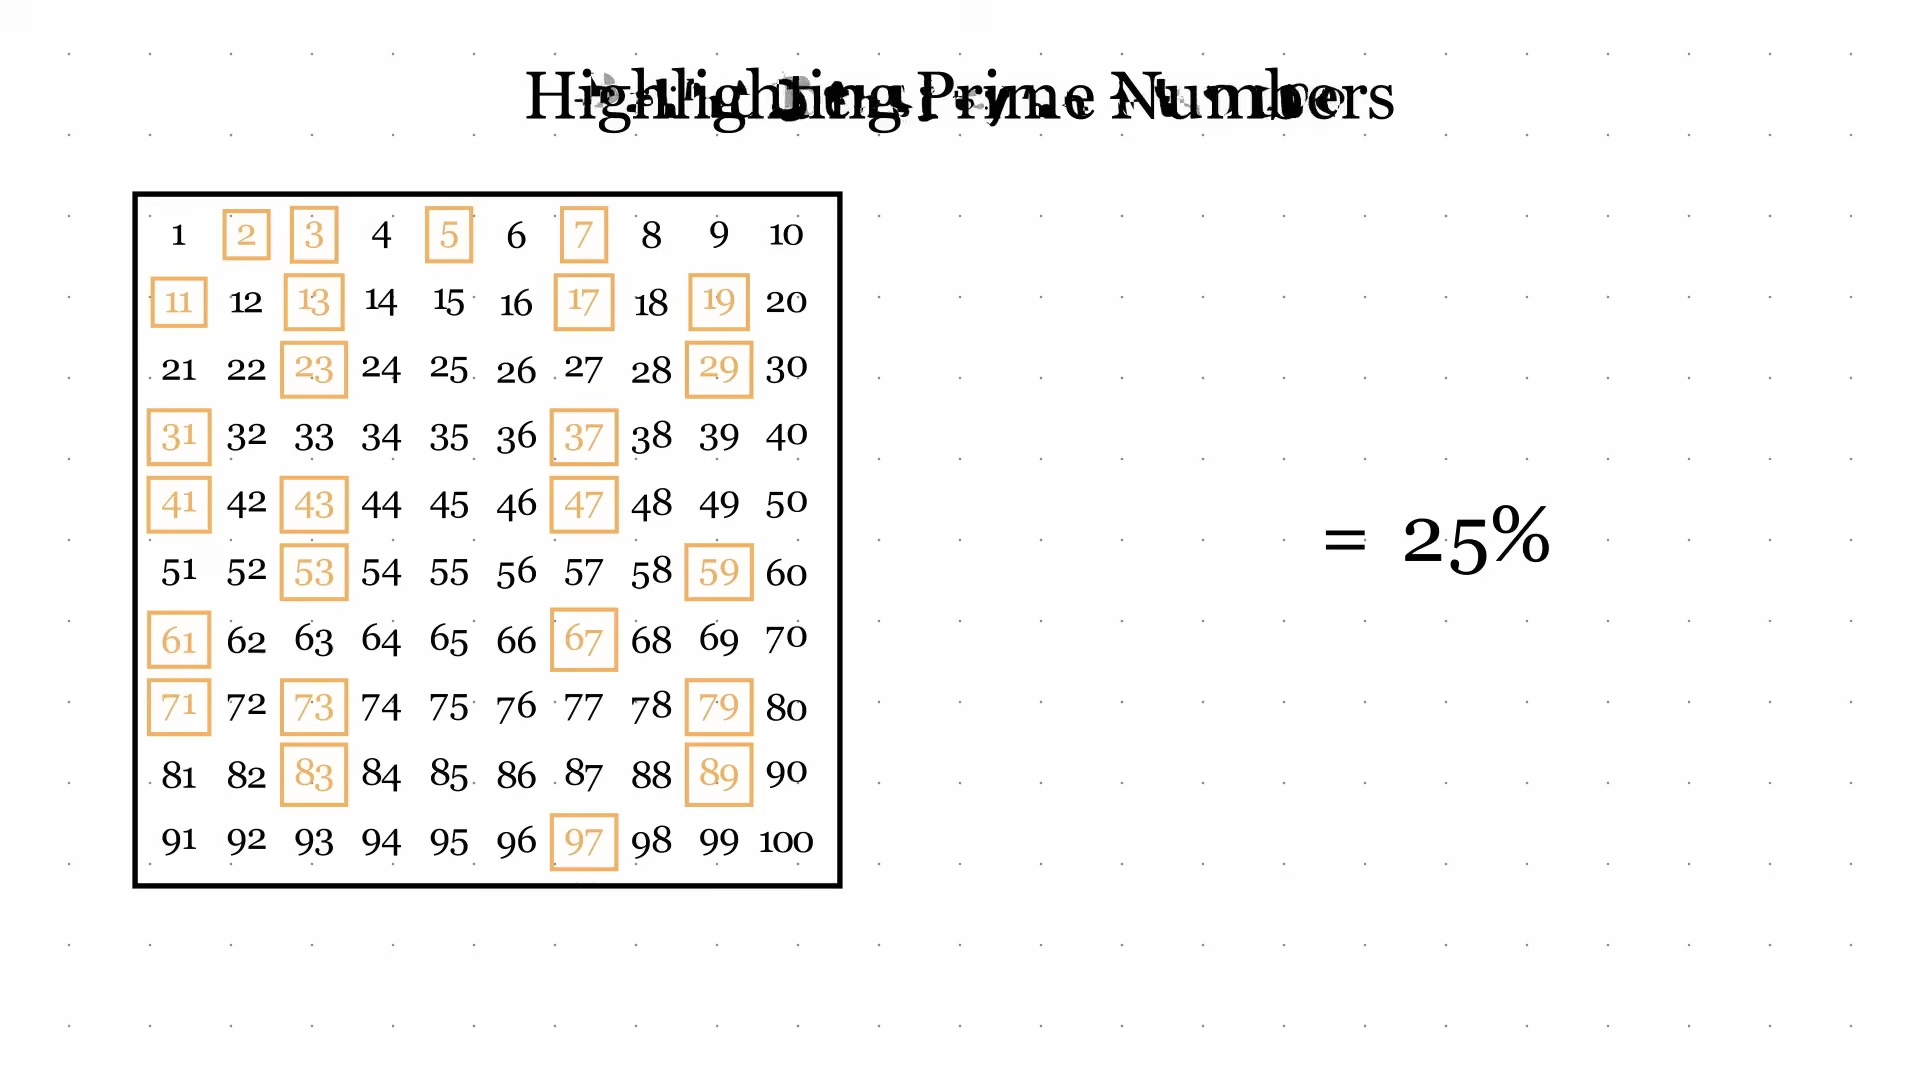 Highlighting Prime Numbers
1 2 3 4 5 6 7 8 9 10
11 12 13 14 15 16 17 18 19 20
21 22 23 24 25 26 27 28 29 30
31 32 33 34 35 36 37 38 39 40
41 42 43 44 45 46 47 48 49 50
51 52 53 54 55 56 57 58 59 60
61 62 63 64 65 66 67 68 69 70
71 72 73 74 75 76 77 78 79 80
81 82 83 84 85 86 87 88 89 90
91 92 93 94 95 96 97 98 99 100
= 25%